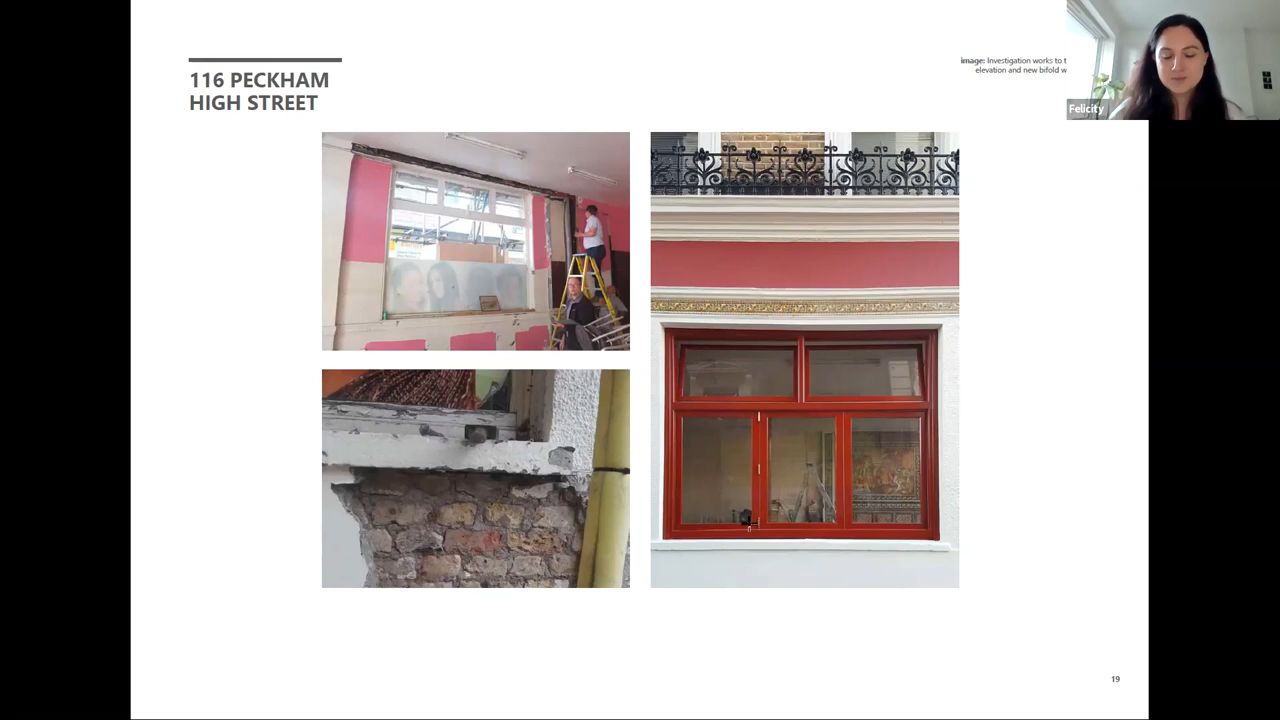 116 PECKHAM
HIGH STREET
image: Investigation works to t
elevation and new bifold w
Felicity
19